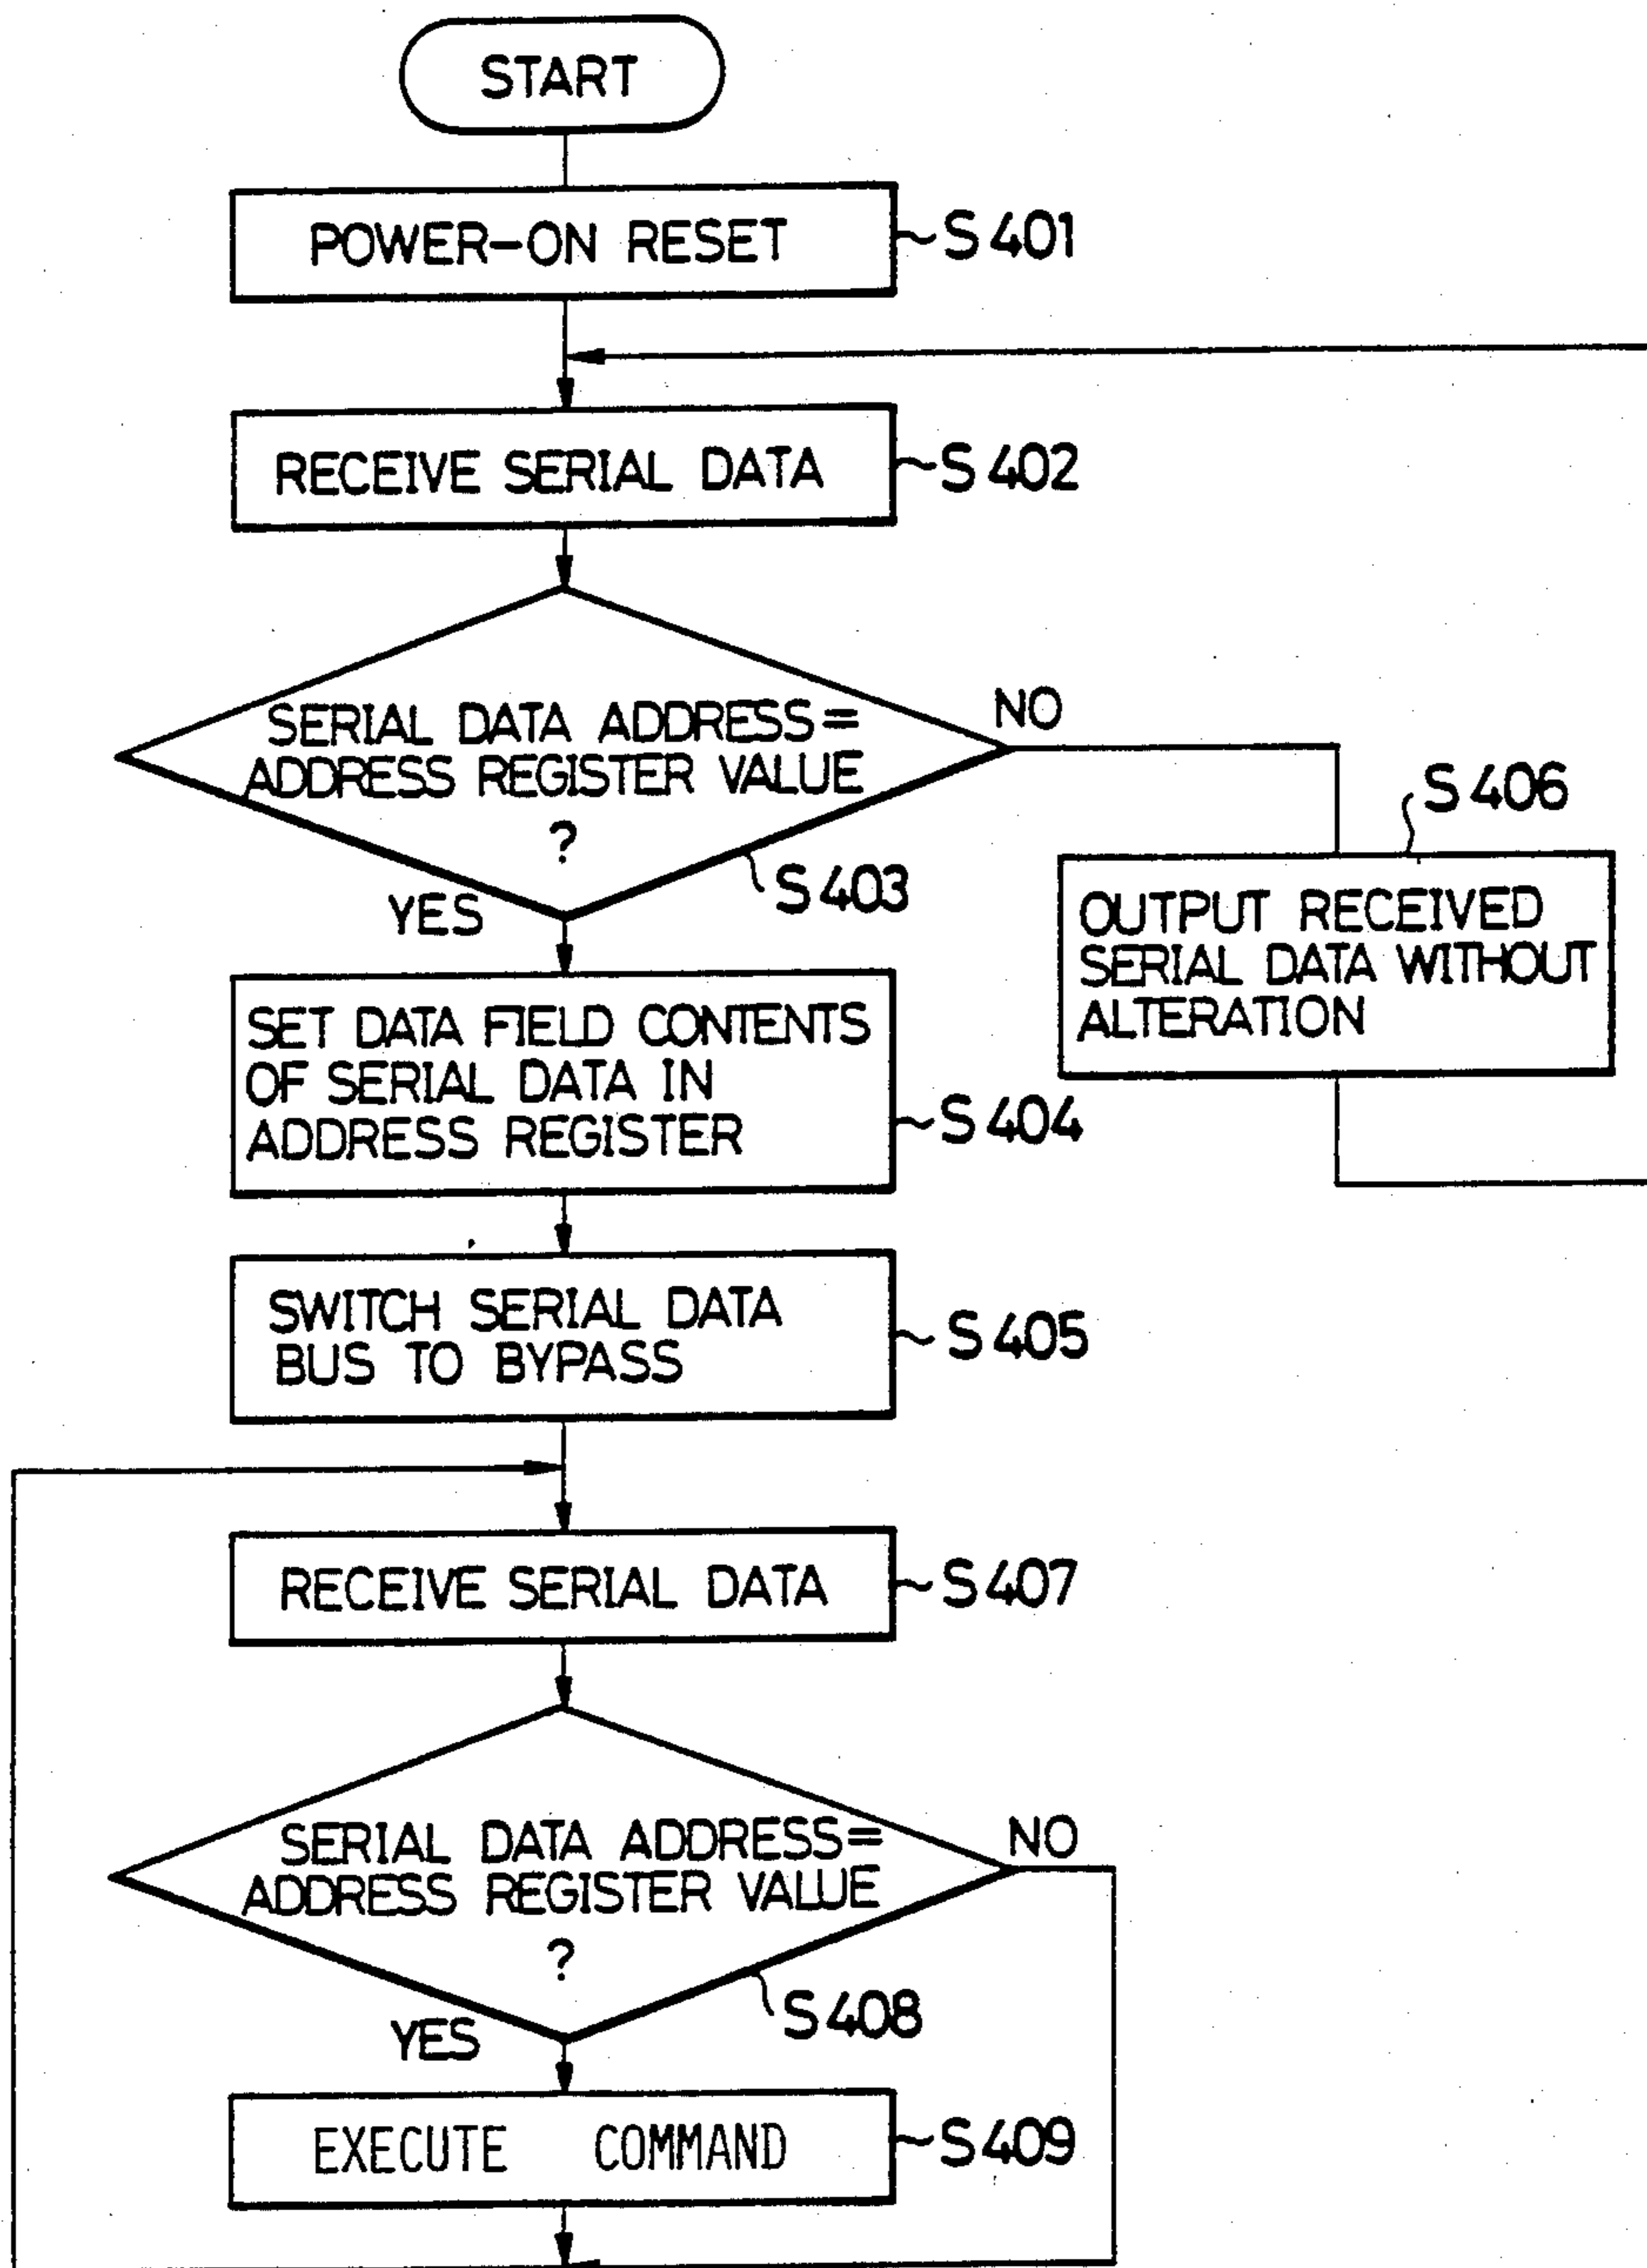 START
POWER-ON RESET
S401
RECEIVE SERIAL DATA
S402
SERIAL DATA ADDRESS=
ADDRESS REGISTER VALUE
?
S403
NO
YES
S406
OUTPUT RECEIVED
SERIAL DATA WITHOUT
ALTERATION
SET DATA FIELD CONTENTS
OF SERIAL DATA IN
ADDRESS REGISTER
S404
SWITCH SERIAL DATA
BUS TO BYPASS
S405
RECEIVE SERIAL DATA
S407
SERIAL DATA ADDRESS=
ADDRESS REGISTER VALUE
?
S408
NO
YES
EXECUTE COMMAND
S409